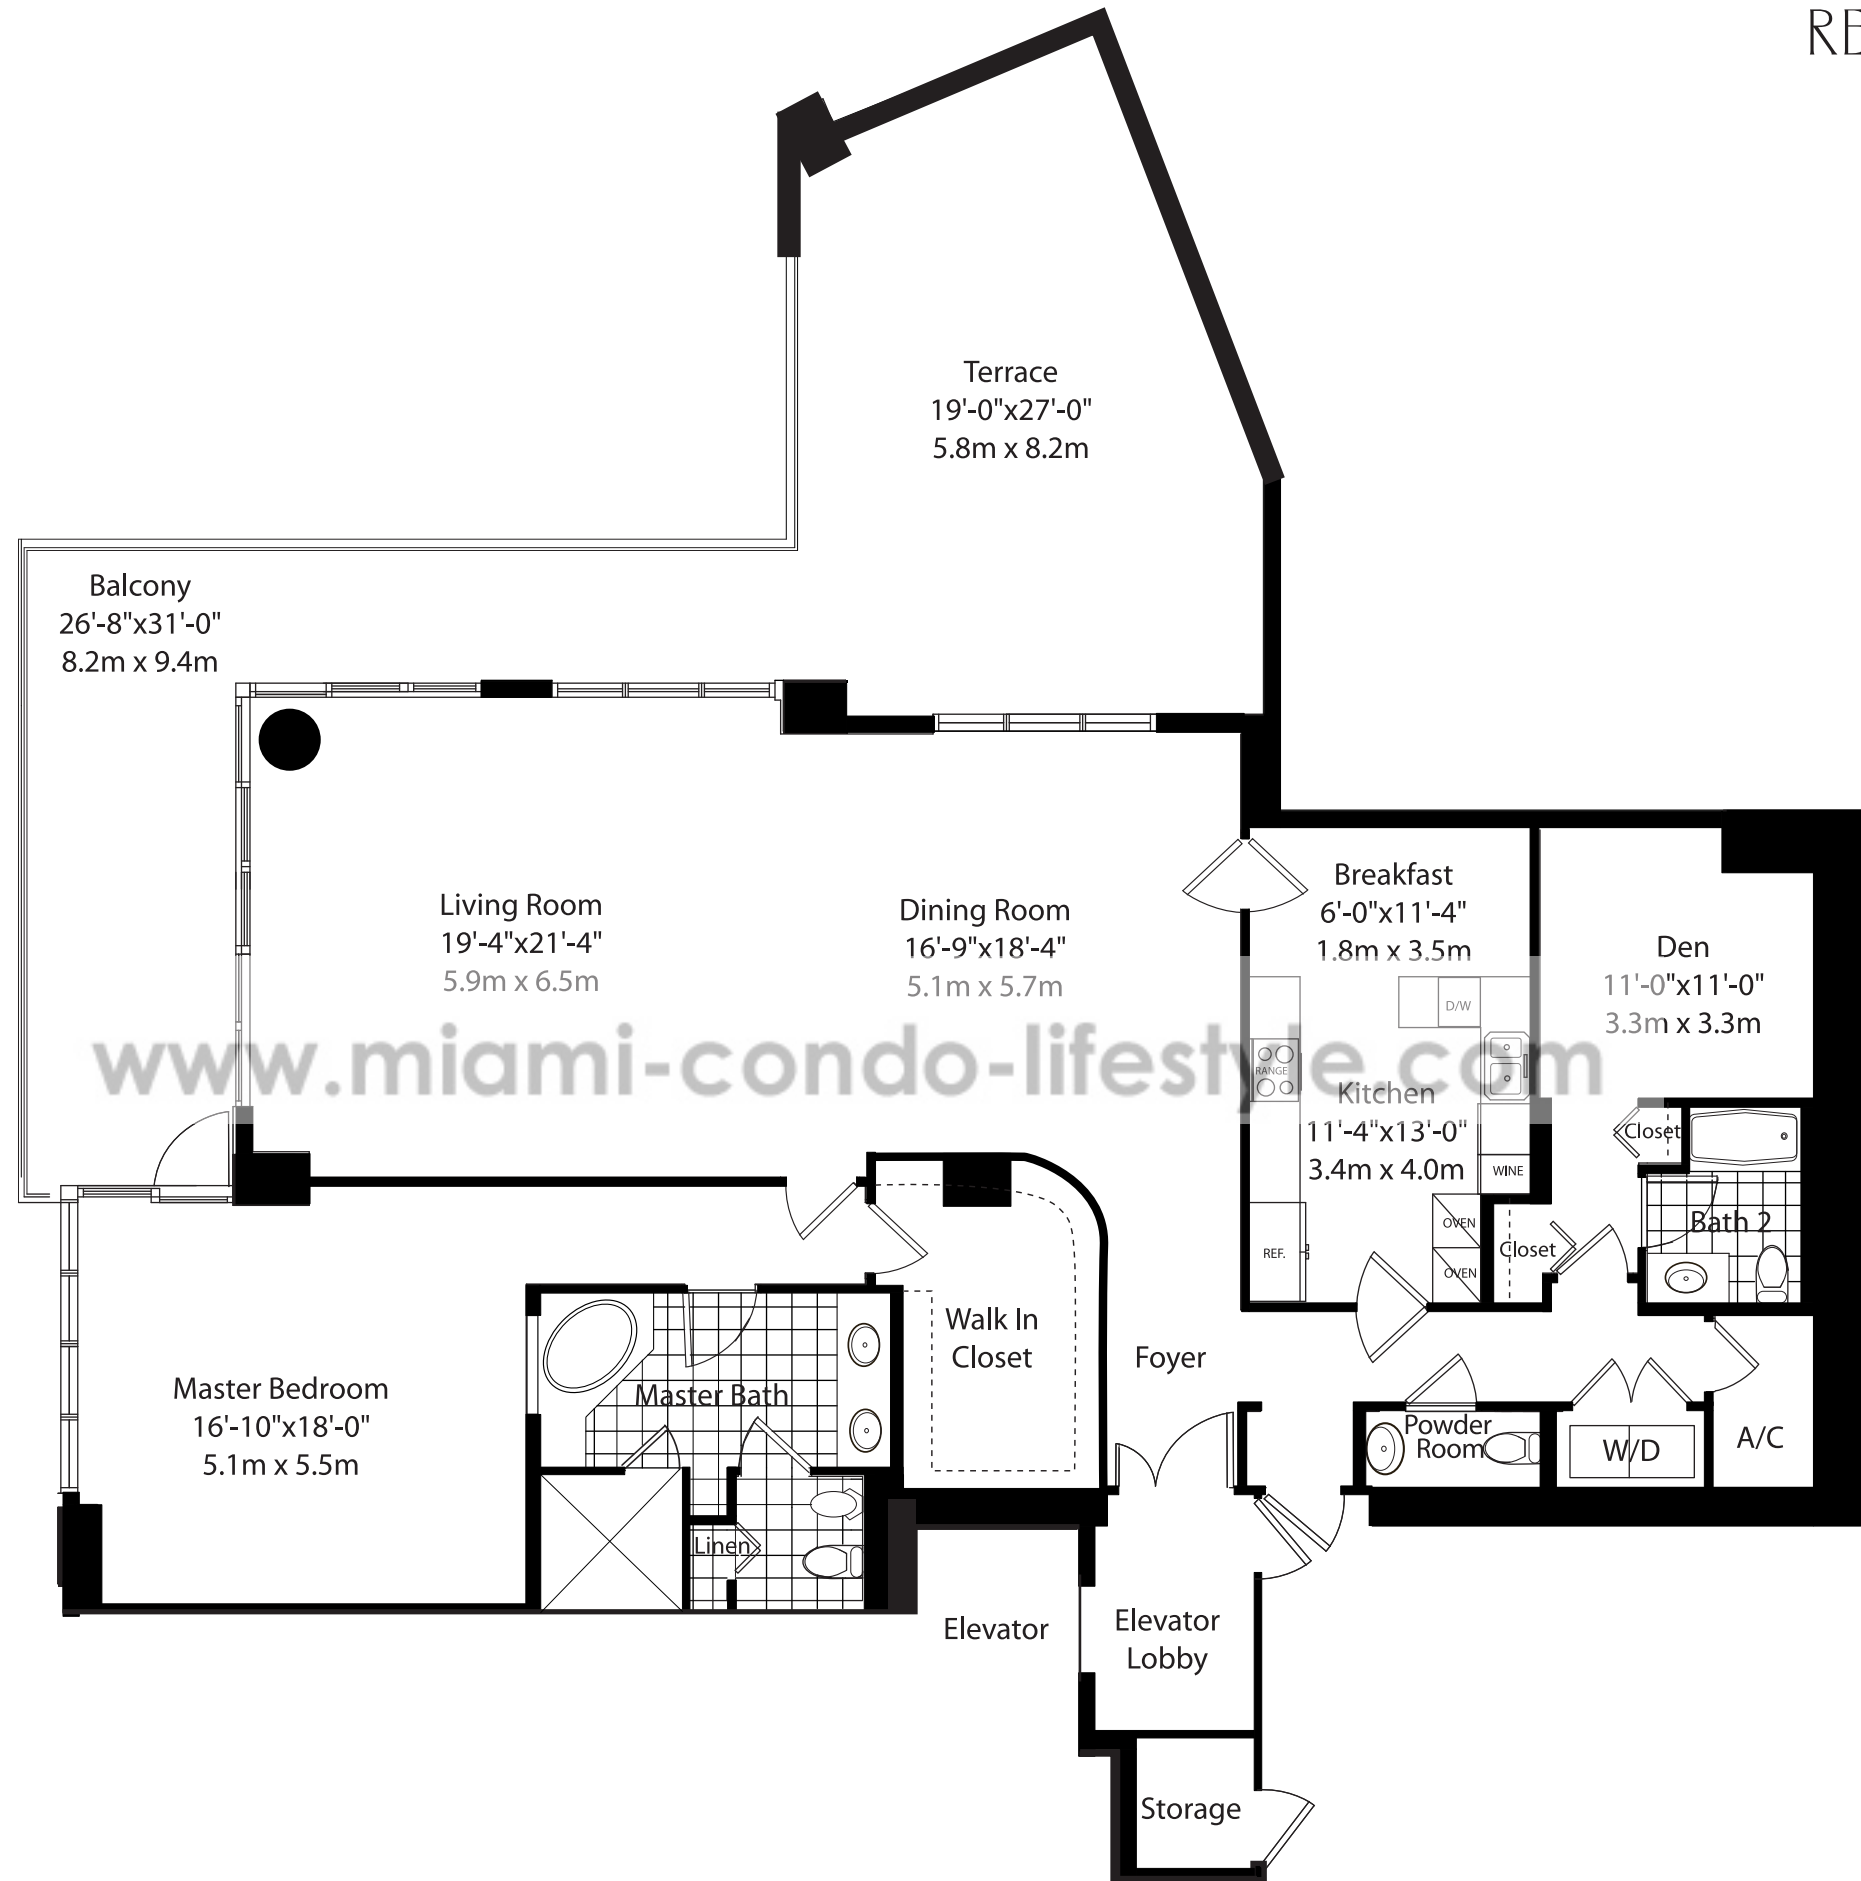 Terrace
19'-0"x27'-0"
5.8m x 8.2m
Balcony
26'-8"x31'-0"
8.2m x 9.4m
Living Room
19'-4"x21'-4"
5.9m x 6.5m
Dining Room
16'-9"x18'-4"
5.1m x 5.7m
Breakfast
6'-0"x11'-4"
1.8m x 3.5m
Den
11'-0"x11'-0"
3.3m x 3.3m
D/W
www.miami-condo-lifestyle.com
RANGE
Kitchen
11'-4"x13'-0"
3.4m x 4.0m
WINE
Closet
Bath 2
OVEN
OVEN
REF.
Closet
Walk In
Closet
Foyer
Master Bedroom
16'-10"x18'-0"
5.1m x 5.5m
Master Bath
Powder
Room
W/D
A/C
Linen
Elevator
Elevator
Lobby
Storage